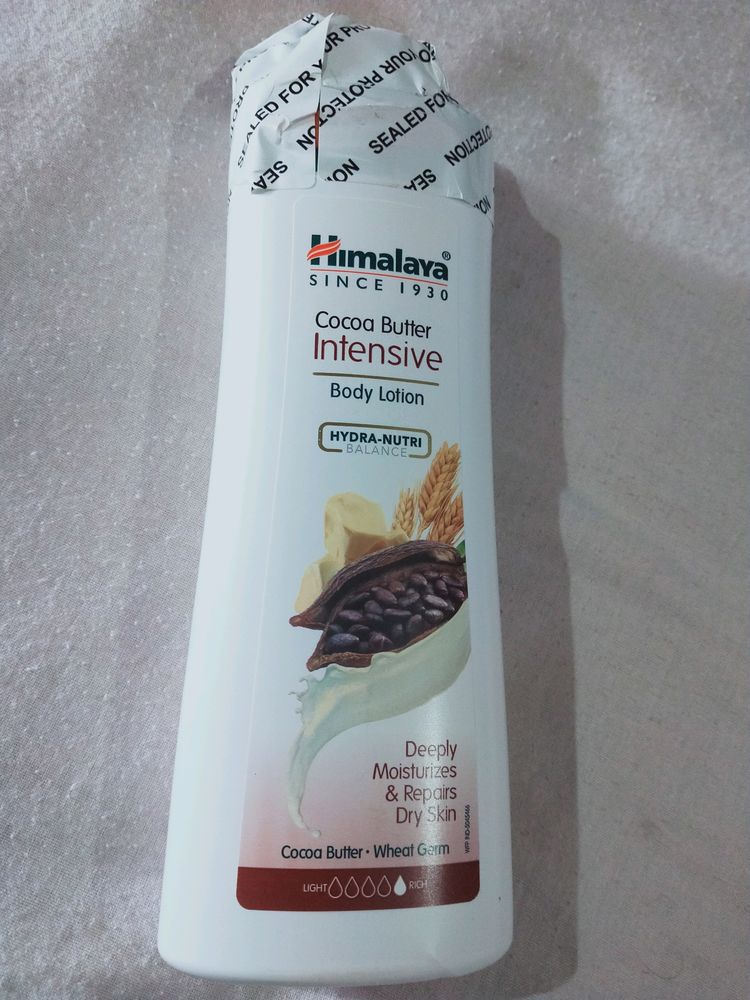 SEALED FOR YOUR PROTECTION
SEALED FOR YOUR PROTECTION
Himalaya®
SINCE 1930
Cocoa Butter
Intensive
Body Lotion
HYDRA-NUTRI
BALANCE
Deeply
Moisturizes
& Repairs
Dry Skin
Cocoa Butter • Wheat Germ
LIGHT RICH